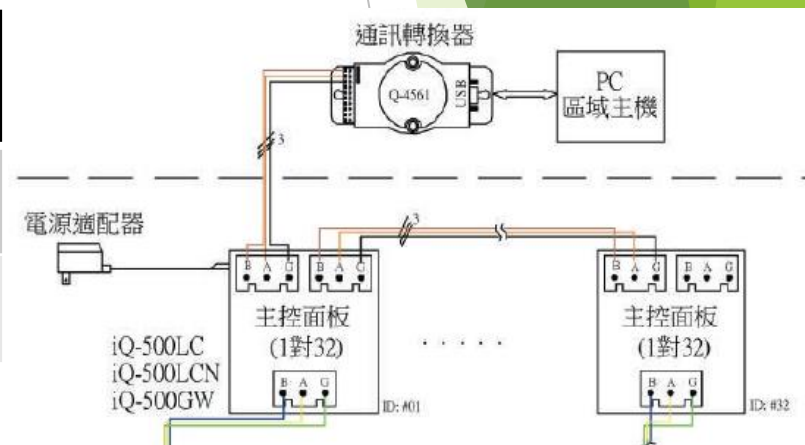 通訊轉換器
Q-4561
USB
PC
區域主機
3
電源適配器
3
B A G
B A G
B A G
B A G
主控面板
(1對32)
主控面板
(1對32)
iQ-500LC
iQ-500LCN
iQ-500GW
. . . . .
B A G
B A G
ID: #01
ID: #32